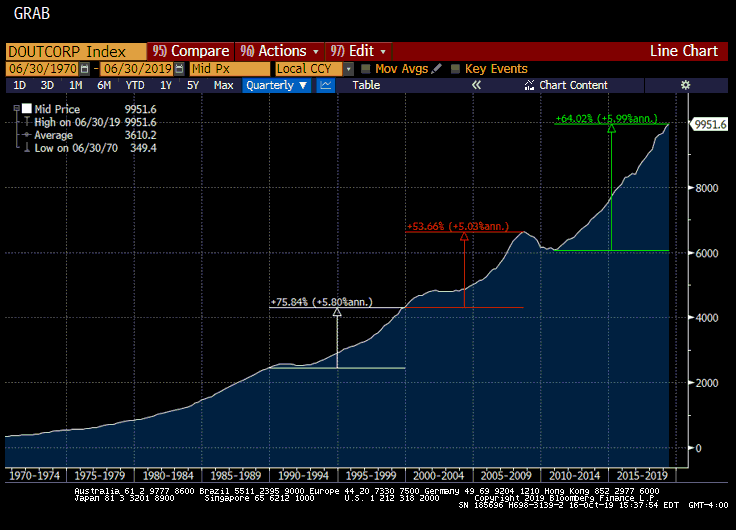 GRAB
DOUTCORP Index 95) Compare 96) Actions 97) Edit Line Chart
06/30/1970 - 06/30/2019 Mid Px Local CCY Mov Avgs Key Events
1D 3D 1M 6M YTD 1Y 5Y Max Quarterly ▼ Table « Chart Content
Mid Price 9951.6
High on 06/30/19 9951.6
Average 3610.2
Low on 06/30/70 349.4
+64.02% (+5.99%ann.)
9951.6
8000
+53.66% (+5.03%ann.)
6000
+75.84% (+5.80%ann.)
4000
2000
0
1970-1974 1975-1979 1980-1984 1985-1989 1990-1994 1995-1999 2000-2004 2005-2009 2010-2014 2015-2019
Australia 61 2 9777 8600 Brazil 5511 2395 9000 Europe 44 20 7330 7500 Germany 49 69 9204 1210 Hong Kong 852 2977 6000
Japan 81 3 3201 8900 Singapore 65 6212 1000 U.S. 1 212 318 2000 Copyright 2019 Bloomberg Finance L.P.
SN 185696 H698-3139-2 16-Oct-19 15:37:54 EDT GMT-4:00